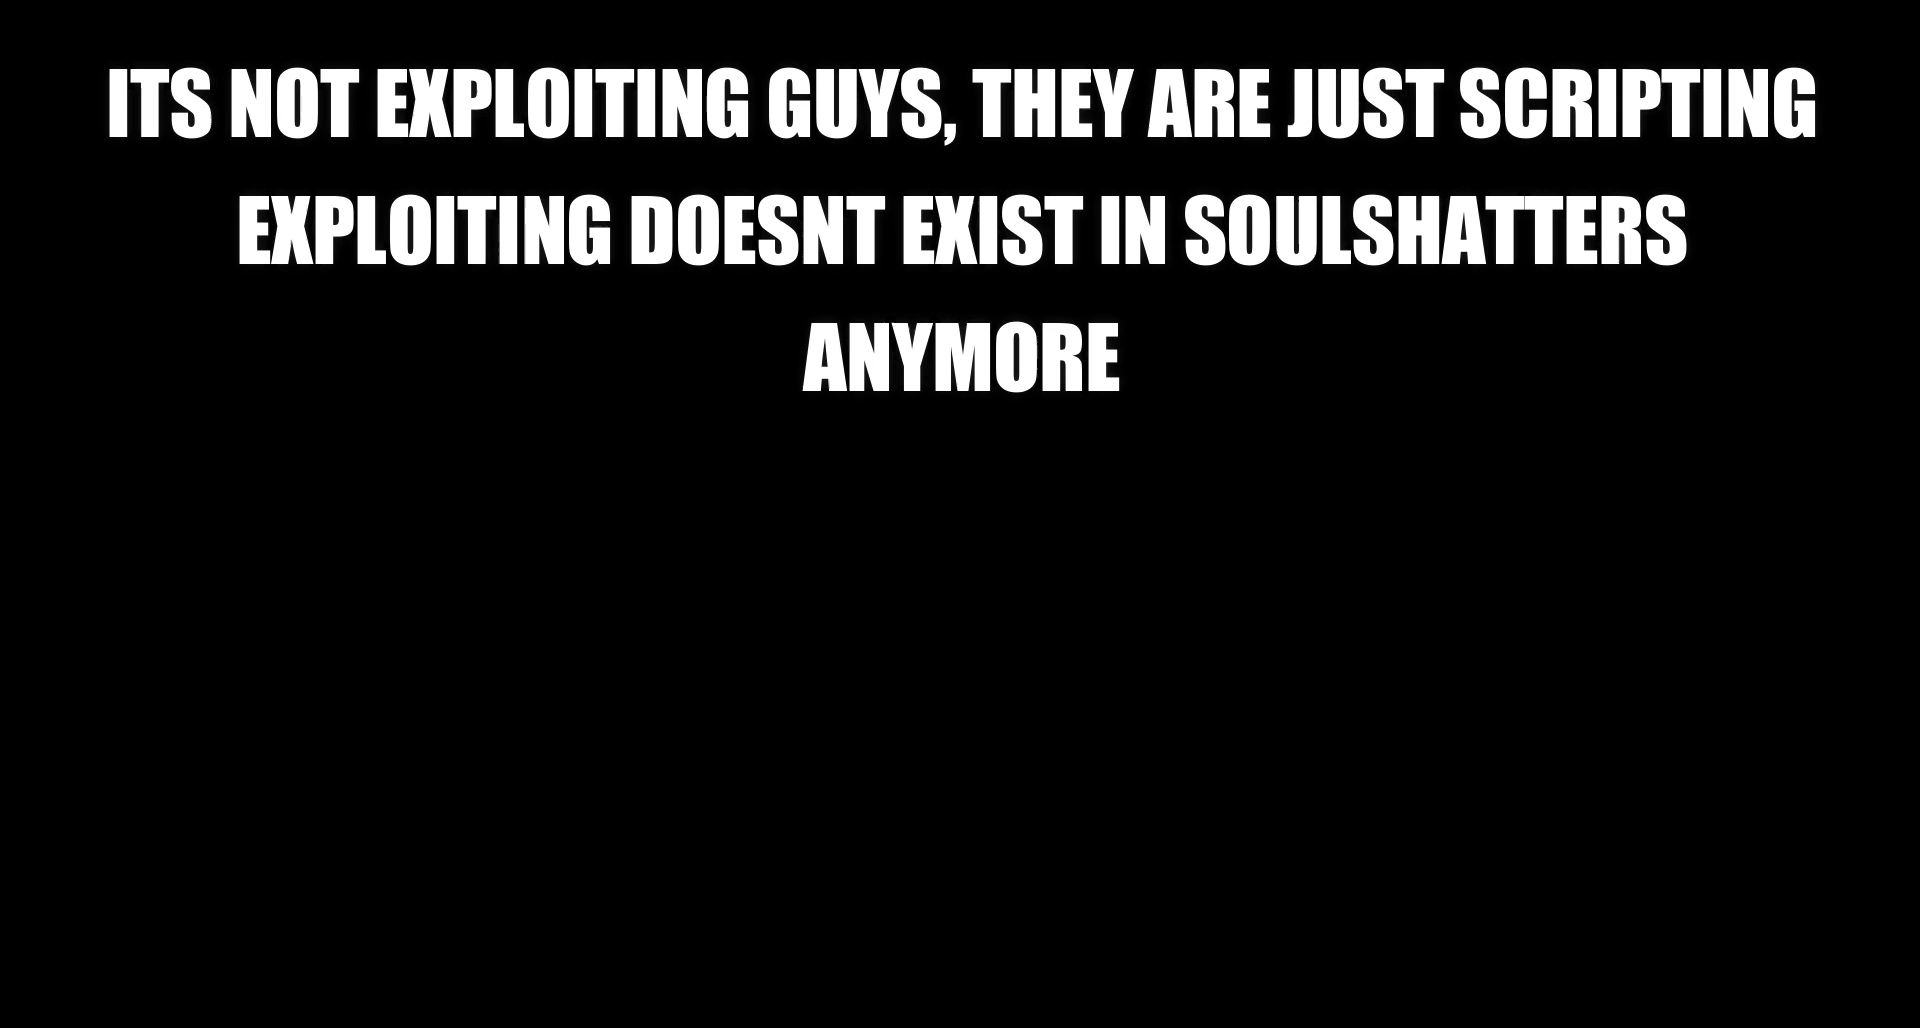 ITS NOT EXPLOITING GUYS, THEY ARE JUST SCRIPTING
EXPLOITING DOESNT EXIST IN SOULSHATTERS
ANYMORE